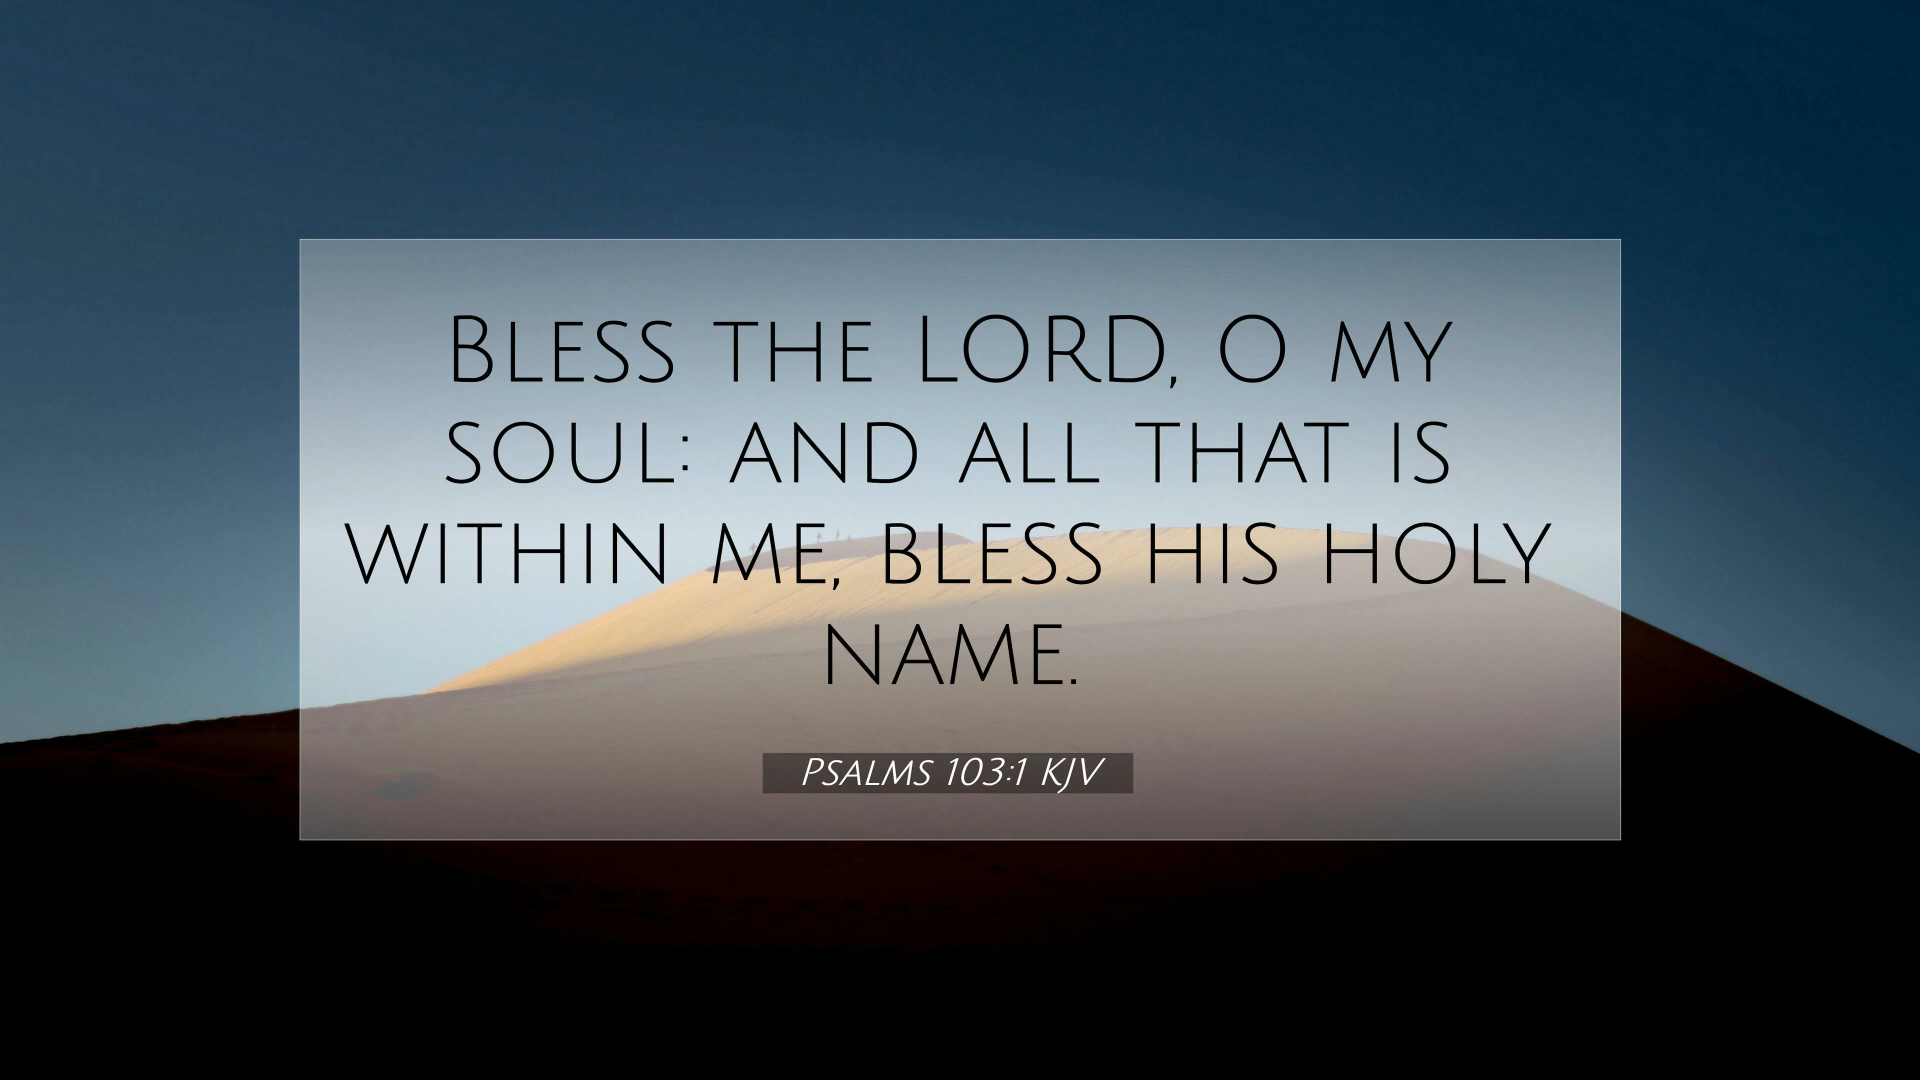 Bless the LORD, O my
soul: and all that is
within me, bless his holy
name.
Psalms 103:1 KJV